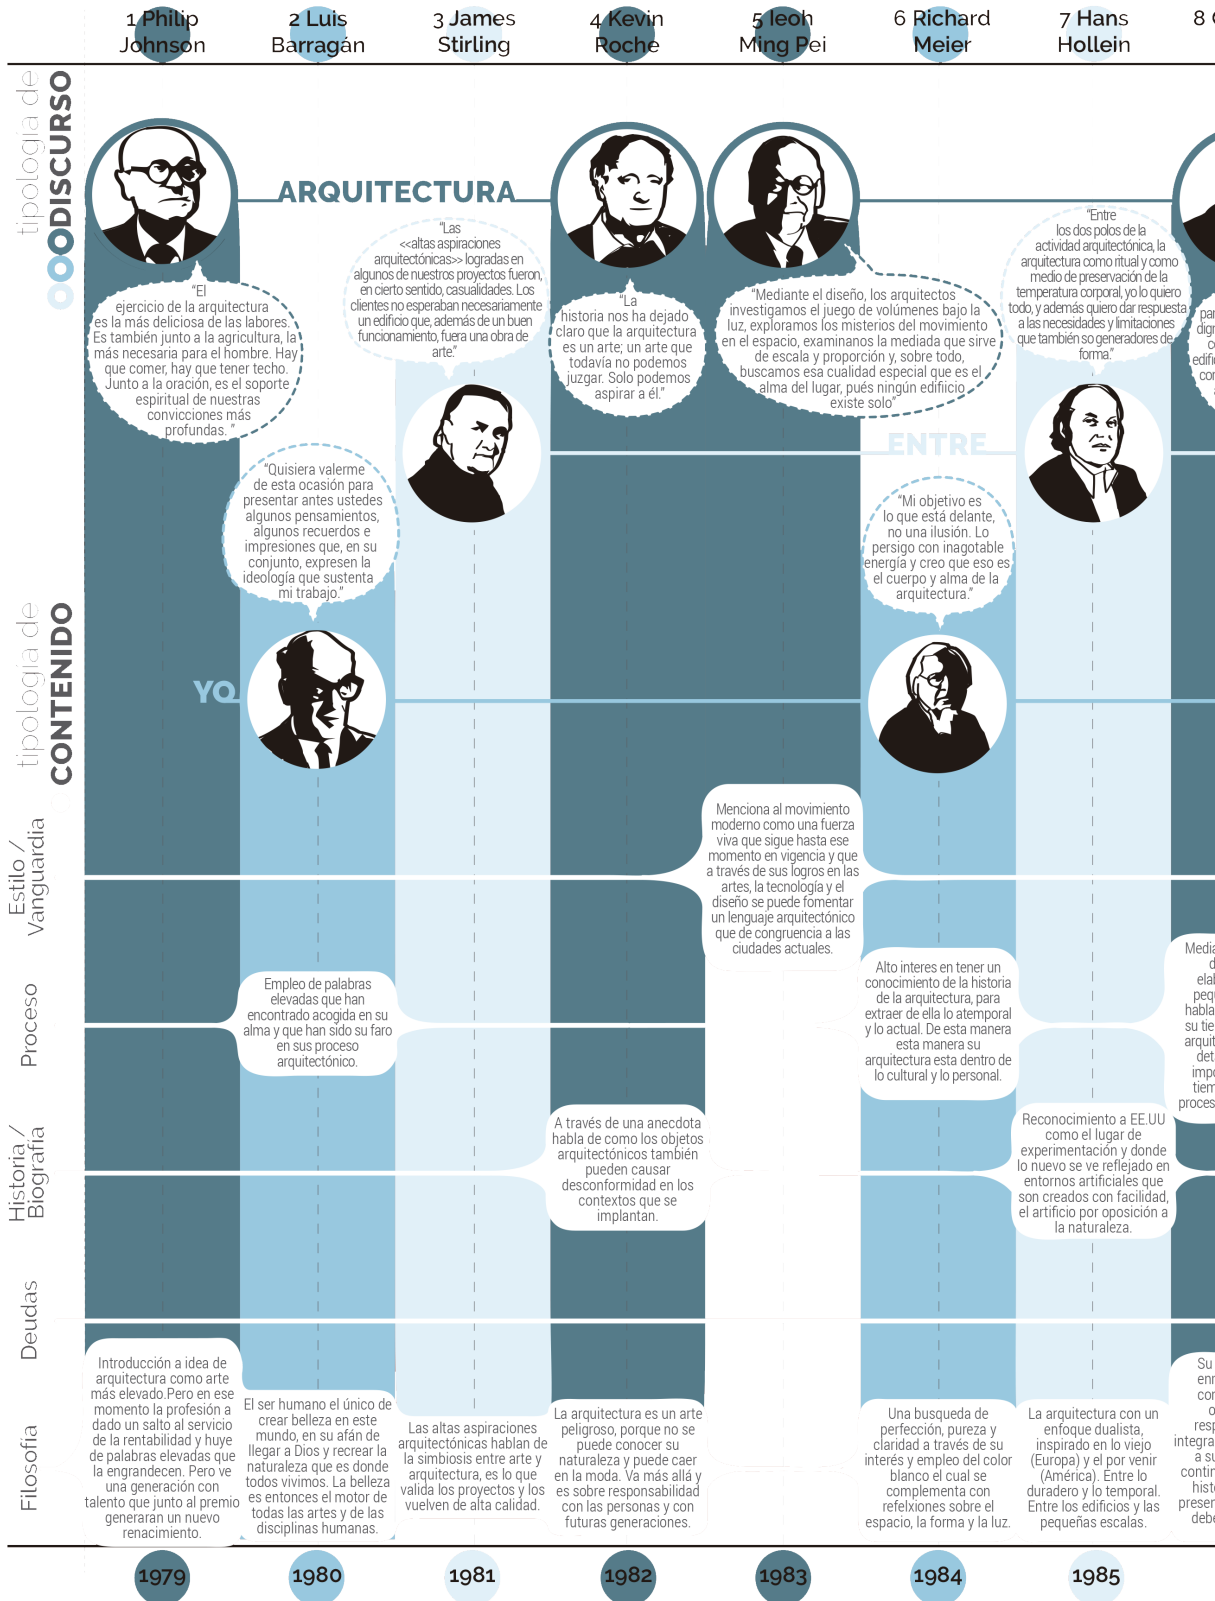 1 Philip
Johnson
2 Luis
Barragán
3 James
Stirling
4 Kevin
Roche
5 Ieoh
Ming Pei
6 Richard
Meier
7 Hans
Hollein
8
tipologia de
DISCURSO
ARQUITECTURA
“El
ejercicio de la arquitectura
es la más deliciosa de las labores.
Es también junto a la agricultura, la
más necesaria para el hombre. Hay
que comer, hay que tener techo.
Junto a la oración, es el soporte
espiritual de nuestras
convicciones más
profundas. ”
“Las
<<altas aspiraciones
arquitectónicas>> logradas en
algunos de nuestros proyectos fueron,
en cierto sentido, casualidades. Los
clientes no esperaban necesariamente
un edificio que, además de un buen
funcionamiento, fuera una obra de
arte.”
“La
historia nos ha dejado
claro que la arquitectura
es un arte; un arte que
todavía no podemos
juzgar. Solo podemos
aspirar a él.”
“Mediante el diseño, los arquitectos
investigamos el juego de volúmenes bajo la
luz, exploramos los misterios del movimiento
en el espacio, examinanos la mediada que sirve
de escala y proporción y, sobre todo,
buscamos esa cualidad especial que es el
alma del lugar, pués ningún edifiicio
existe solo”
“Entre
los dos polos de la
actividad arquitectónica, la
arquitectura como ritual y como
medio de preservación de la
temperatura corporal, yo lo quiero
todo, y además quiero dar respuesta
a las necesidades y limitaciones
que también so generadores de
forma.”
ENTRE
“Quisiera valerme
de esta ocasión para
presentar antes ustedes
algunos pensamientos,
algunos recuerdos e
impresiones que, en su
conjunto, expresen la
ideología que sustenta
mi trabajo.”
“Mi objetivo es
lo que está delante,
no una ilusión. Lo
persigo con inagotable
energía y creo que eso es
el cuerpo y alma de la
arquitectura.”
tipologia de
CONTENIDO
YO
Estilo /
Vanguardia
Menciona al movimiento
moderno como una fuerza
viva que sigue hasta ese
momento en vigencia y que
a través de sus logros en las
artes, la tecnología y el
diseño se puede fomentar
un lenguaje arquitectónico
que de congruencia a las
ciudades actuales.
Proceso
Empleo de palabras
elevadas que han
encontrado acogida en su
alma y que han sido su faro
en sus proceso
arquitectónico.
Alto interes en tener un
conocimiento de la historia
de la arquitectura, para
extraer de ella lo atemporal
y lo actual. De esta manera
esta manera su
arquitectura esta dentro de
lo cultural y lo personal.
Historia /
Biografia
A través de una anecdota
habla de como los objetos
arquitectónicos también
pueden causar
desconformidad en los
contextos que se
implantan.
Reconocimiento a EE.UU
como el lugar de
experimentación y donde
lo nuevo se ve reflejado en
entornos artificiales que
son creados con facilidad,
el artificio por oposición a
la naturaleza.
Deudas
Filosofia
Introducción a idea de
arquitectura como arte
más elevado.Pero en ese
momento la profesión a
dado un salto al servicio
de la rentabilidad y huye
de palabras elevadas que
la engrandecen. Pero ve
una generación con
talento que junto al premio
generaran un nuevo
renacimiento.
El ser humano el único de
crear belleza en este
mundo, en su afán de
llegar a Dios y recrear la
naturaleza que es donde
todos vivimos. La belleza
es entonces el motor de
todas las artes y de las
disciplinas humanas.
Las altas aspiraciones
arquitectónicas hablan de
la simbiosis entre arte y
arquitectura, es lo que
valida los proyectos y los
vuelven de alta calidad.
La arquitectura es un arte
peligroso, porque no se
puede conocer su
naturaleza y puede caer
en la moda. Va más allá y
es sobre responsabilidad
con las personas y con
futuras generaciones.
Una busqueda de
perfección, pureza y
claridad a través de su
interés y empleo del color
blanco el cual se
complementa con
refelxiones sobre el
espacio, la forma y la luz.
La arquitectura con un
enfoque dualista,
inspirado en lo viejo
(Europa) y el por venir
(América). Entre lo
duradero y lo temporal.
Entre los edificios y las
pequeñas escalas.
1979
1980
1981
1982
1983
1984
1985